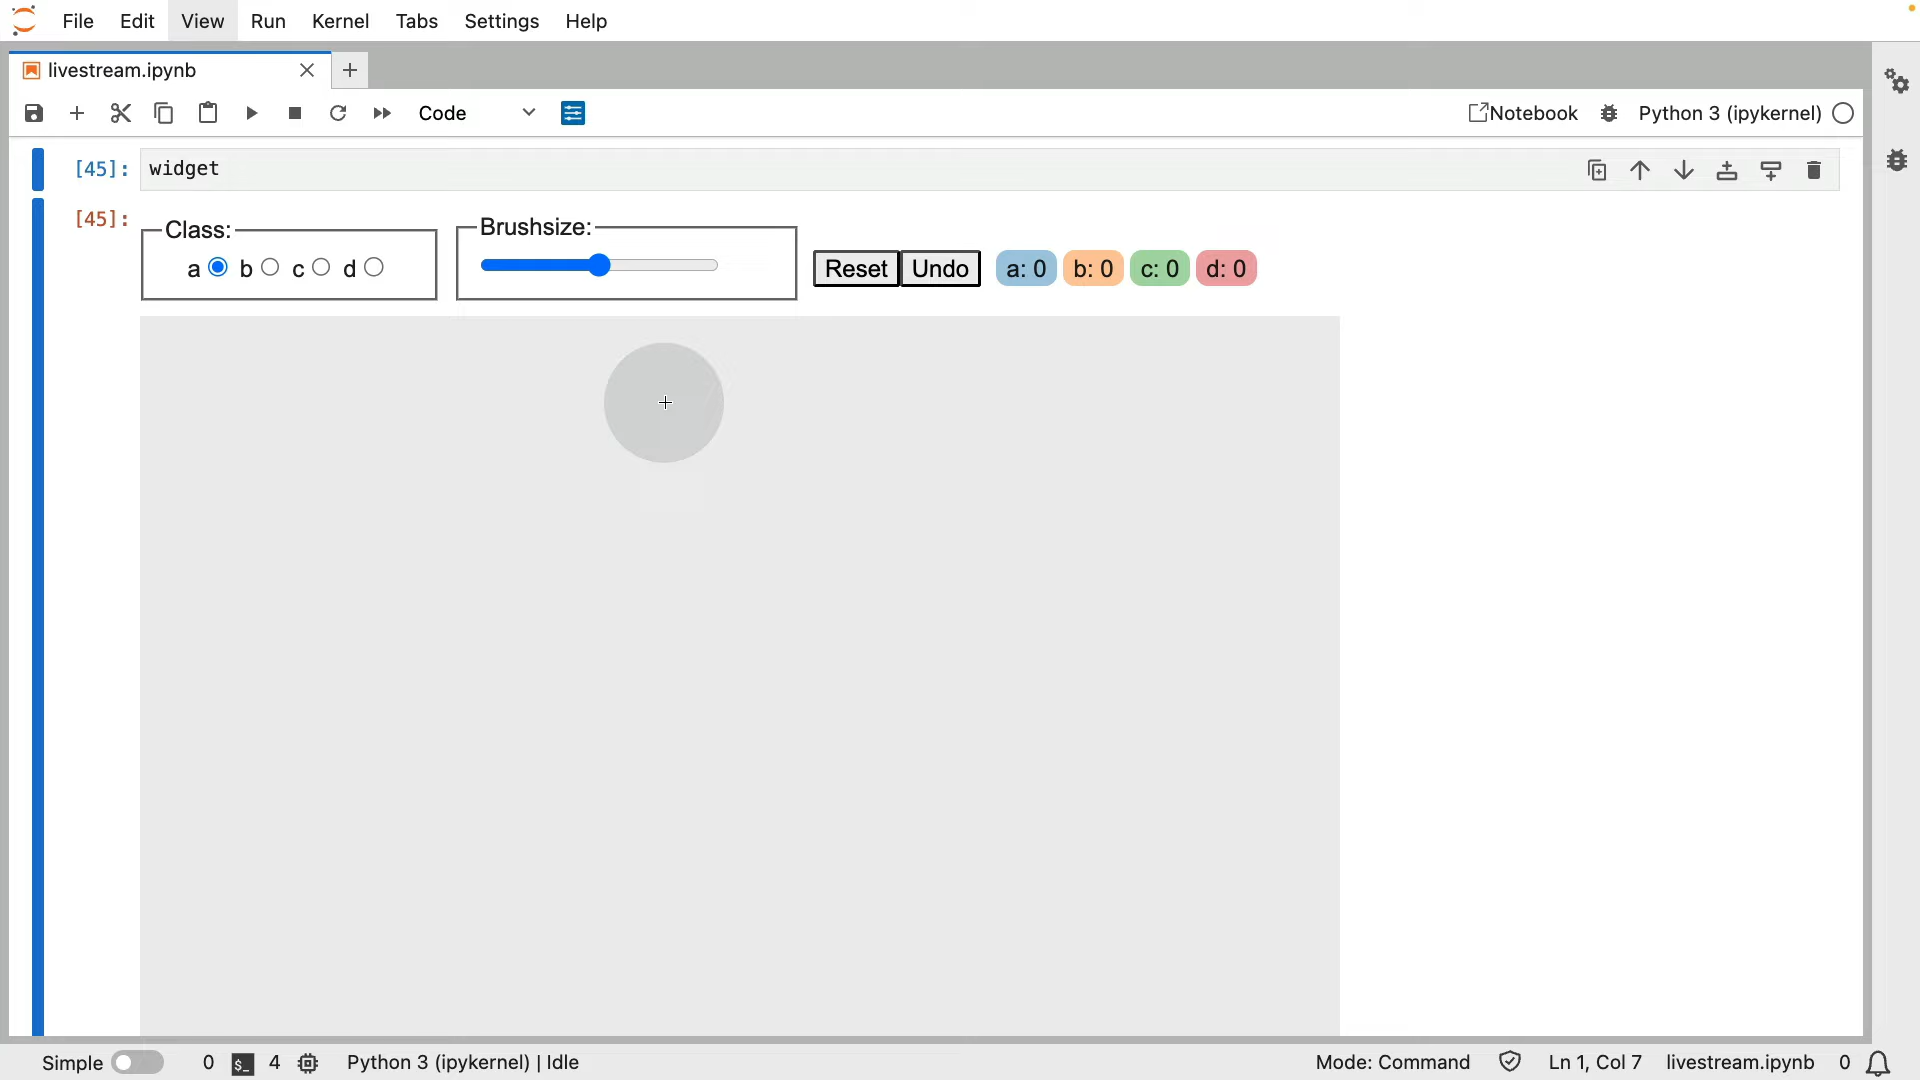 File Edit View Run Kernel Tabs Settings Help
livestream.ipynb
Code Notebook Python 3 (ipykernel)
[45]: widget
[45]:
Class: Brushsize:
a b c d Reset Undo a: 0 b: 0 c: 0 d: 0
Simple 0 $_ 4 Python 3 (ipykernel) | Idle Mode: Command Ln 1, Col 7 livestream.ipynb 0